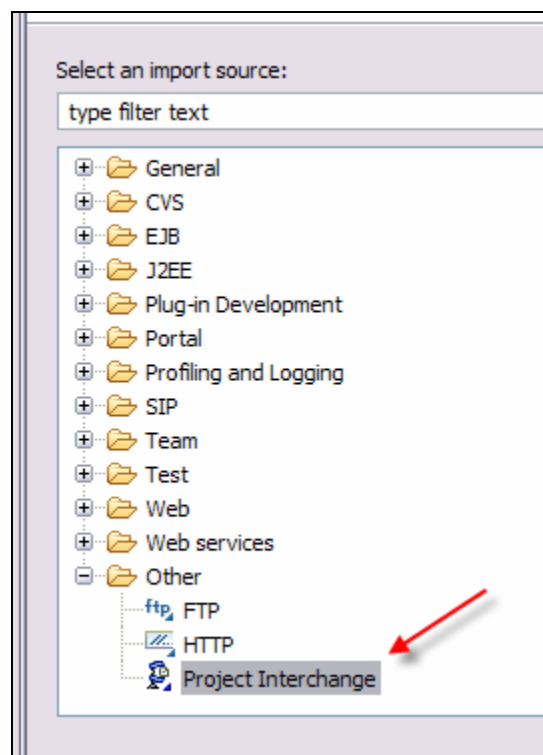 Select an import source:
type filter text
General
CVS
EJB
J2EE
Plug-in Development
Portal
Profiling and Logging
SIP
Team
Test
Web
Web services
Other
ftp FTP
HTTP
Project Interchange